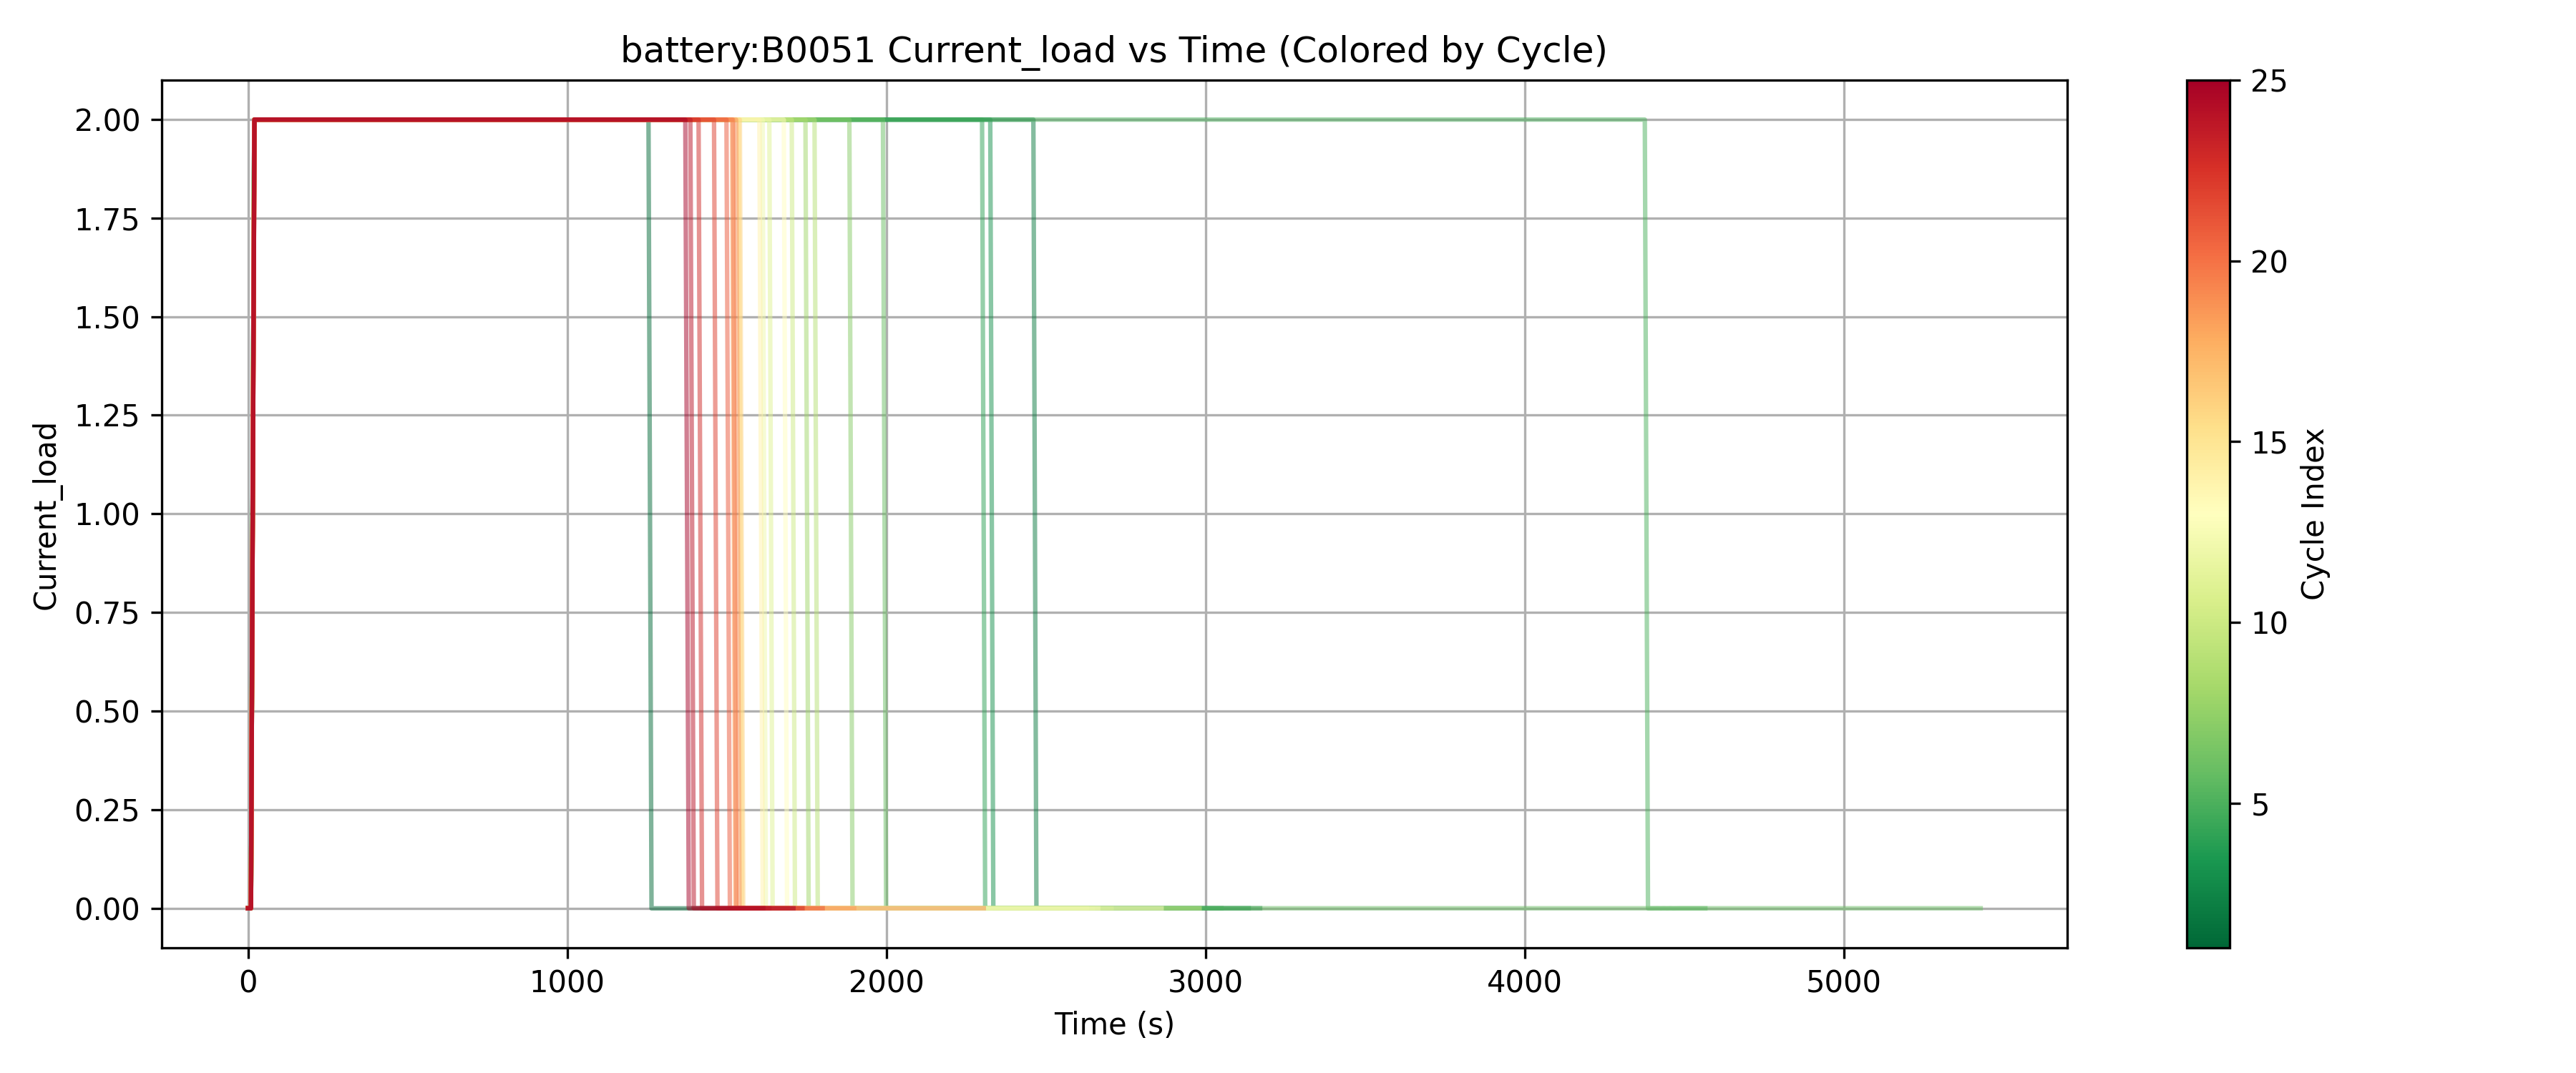 battery:B0051 Current_load vs Time (Colored by Cycle)
Current_load
2.00
1.75
1.50
1.25
1.00
0.75
0.50
0.25
0.00
0 1000 2000 3000 4000 5000
Time (s)
25
20
15
10
5
Cycle Index